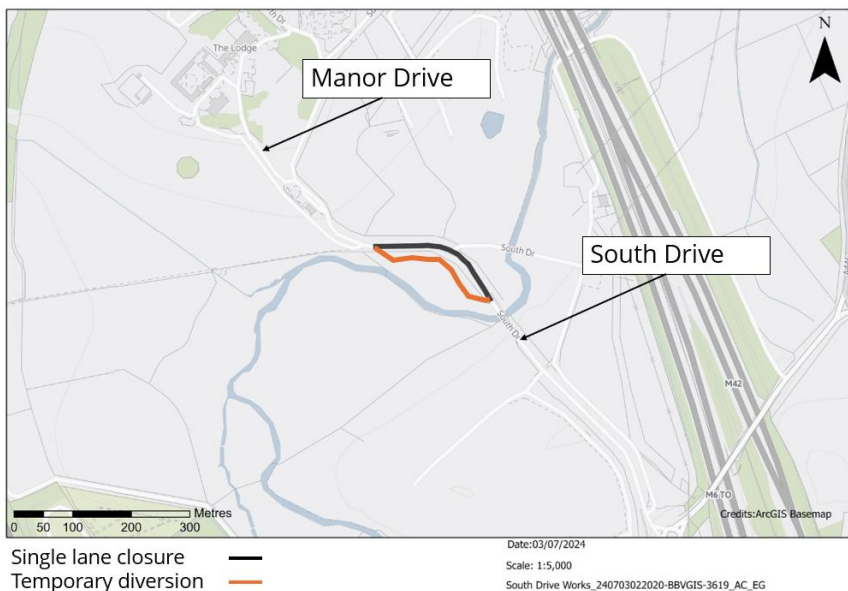 The Lodge
Manor Drive
N
South Dr
South Drive
South Dr
M42
M6 TO
0 50 100 200 300 Metres
Credits:ArcGIS Basemap
Single lane closure
Temporary diversion
Date:03/07/2024
Scale: 1:5,000
South Drive Works_240703022020-BBVGIS-3619_AC_EG